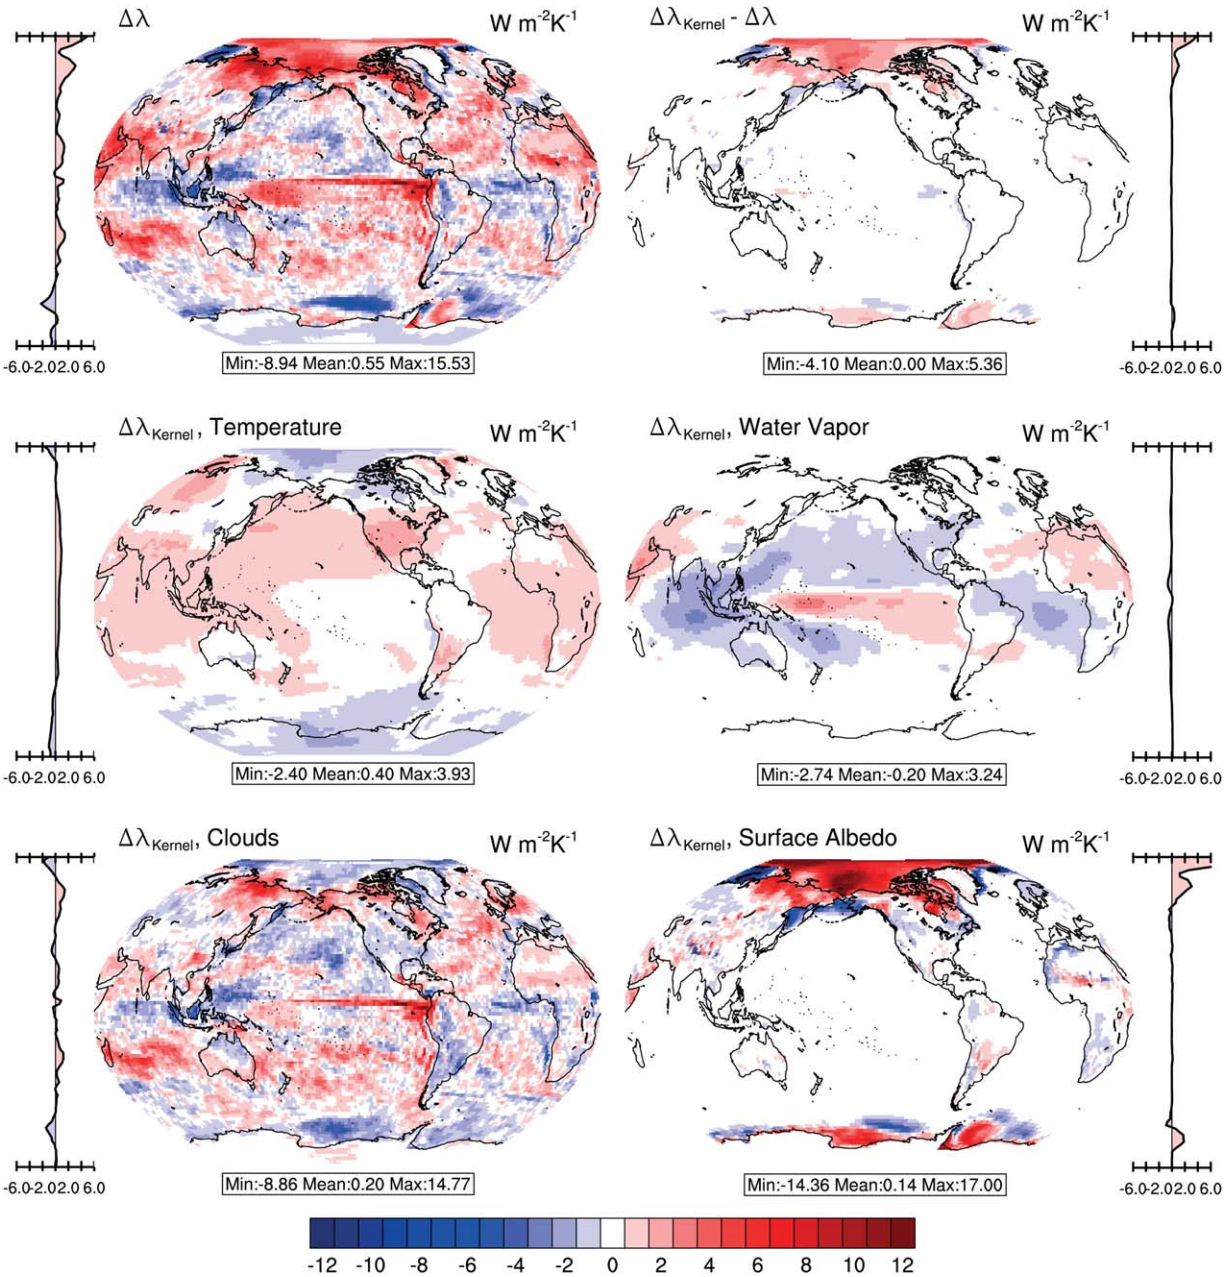 Δλ W m⁻²K⁻¹
Δλ_Kernel - Δλ W m⁻²K⁻¹
-6.0-2.02.0 6.0
Min:-8.94 Mean:0.55 Max:15.53
Min:-4.10 Mean:0.00 Max:5.36
-6.0-2.02.0 6.0
Δλ_Kernel, Temperature W m⁻²K⁻¹
Δλ_Kernel, Water Vapor W m⁻²K⁻¹
-6.0-2.02.0 6.0
Min:-2.40 Mean:0.40 Max:3.93
Min:-2.74 Mean:-0.20 Max:3.24
-6.0-2.02.0 6.0
Δλ_Kernel, Clouds W m⁻²K⁻¹
Δλ_Kernel, Surface Albedo W m⁻²K⁻¹
-6.0-2.02.0 6.0
Min:-8.86 Mean:0.20 Max:14.77
Min:-14.36 Mean:0.14 Max:17.00
-6.0-2.02.0 6.0
-12 -10 -8 -6 -4 -2 0 2 4 6 8 10 12